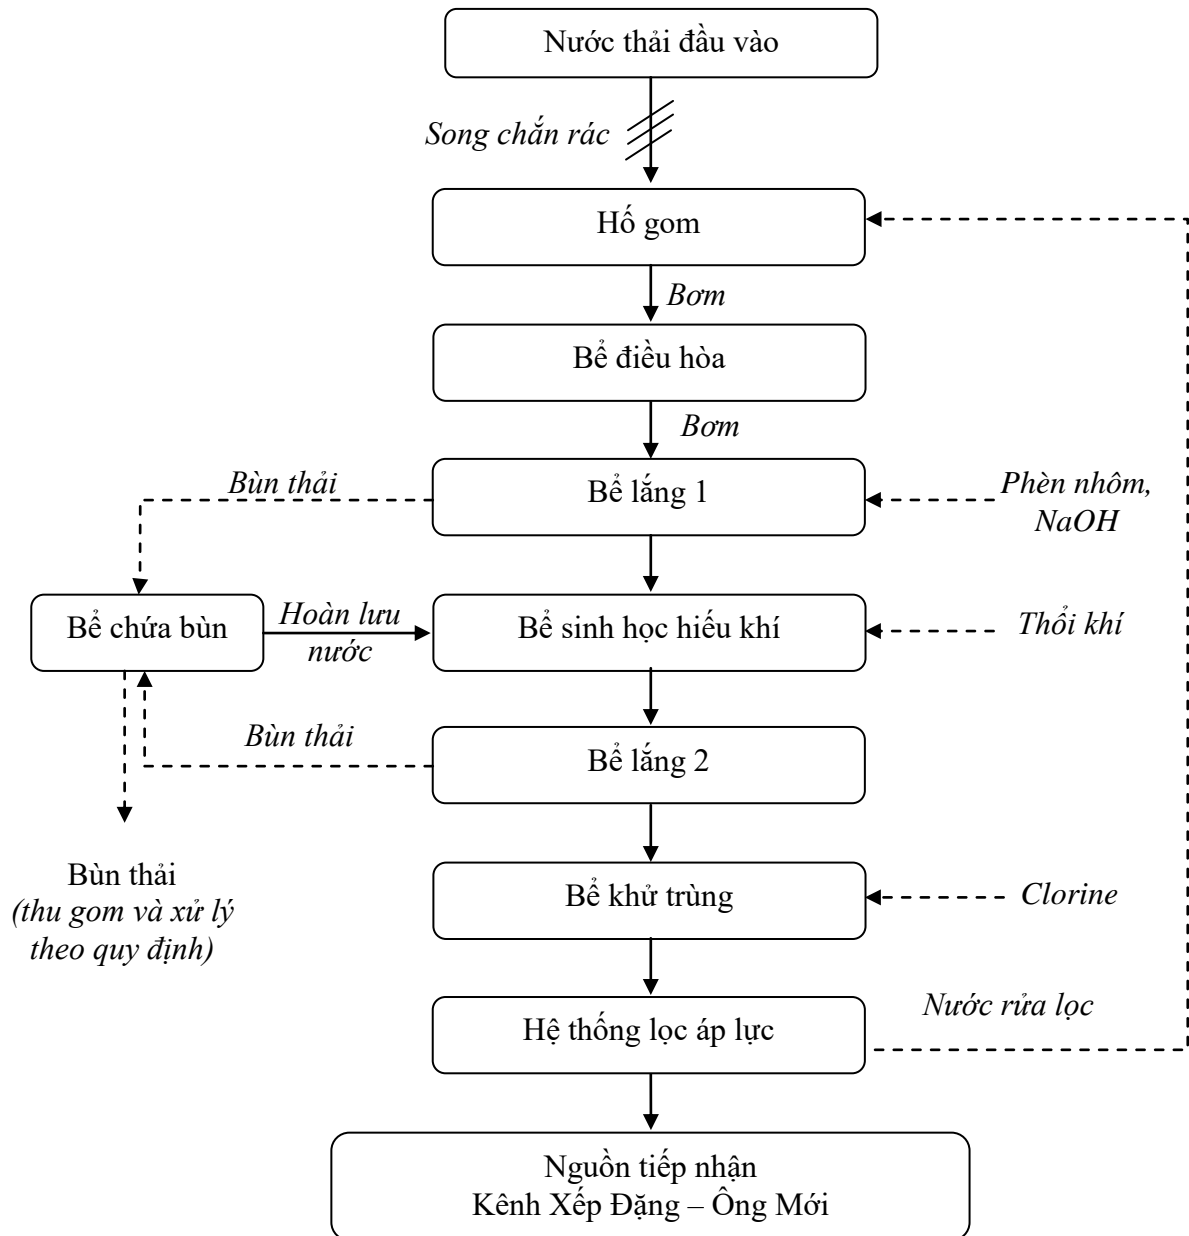 Nước thải đầu vào
Song chắn rác
Hố gom
Bơm
Bể điều hòa
Bơm
Bùn thải
Bể lắng 1
Phèn nhôm,
NaOH
Bể chứa bùn
Hoàn lưu
nước
Bể sinh học hiếu khí
Thổi khí
Bùn thải
Bể lắng 2
Bùn thải
(thu gom và xử lý
theo quy định)
Bể khử trùng
Clorine
Hệ thống lọc áp lực
Nước rửa lọc
Nguồn tiếp nhận
Kênh Xếp Đặng – Ông Mới